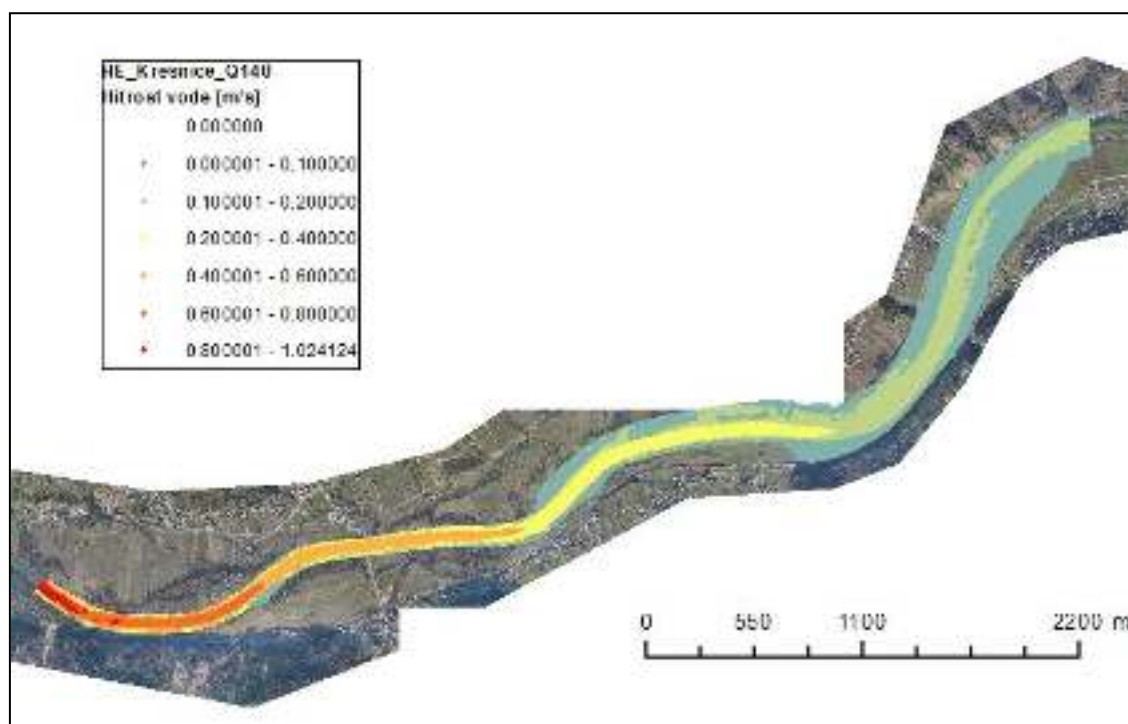 HE_Kresnice_Q140
Hitrost vode [m/s]
0.000000
0.000001 - 0.100000
0.100001 - 0.200000
0.200001 - 0.400000
0.400001 - 0.600000
0.600001 - 0.800000
0.800001 - 1.024124
0 550 1100 2200 m